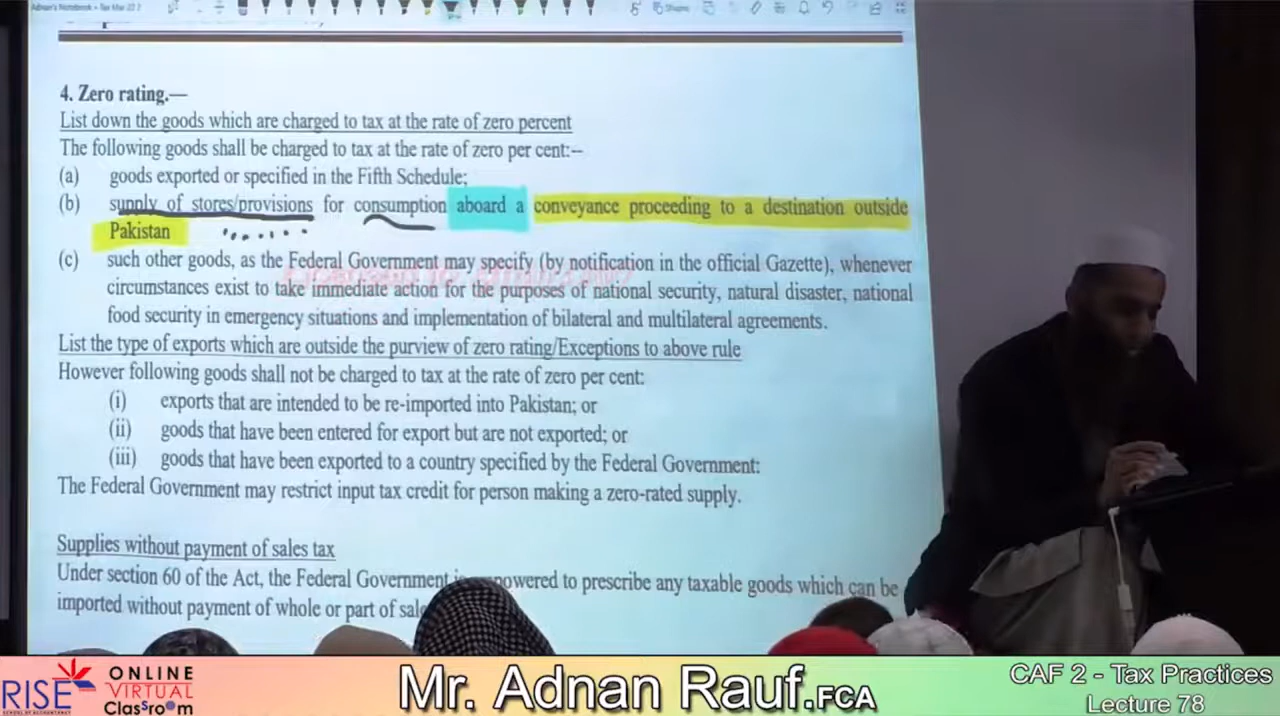 Adnan's Notebook - Tax Mar 22
4. Zero rating.—
List down the goods which are charged to tax at the rate of zero percent
The following goods shall be charged to tax at the rate of zero per cent:–
(a) goods exported or specified in the Fifth Schedule;
(b) supply of stores/provisions for consumption aboard a conveyance proceeding to a destination outside
Pakistan
(c) such other goods, as the Federal Government may specify (by notification in the official Gazette), whenever
circumstances exist to take immediate action for the purposes of national security, natural disaster, national
food security in emergency situations and implementation of bilateral and multilateral agreements.
List the type of exports which are outside the purview of zero rating/Exceptions to above rule
However following goods shall not be charged to tax at the rate of zero per cent:
(i) exports that are intended to be re-imported into Pakistan; or
(ii) goods that have been entered for export but are not exported; or
(iii) goods that have been exported to a country specified by the Federal Government:
The Federal Government may restrict input tax credit for person making a zero-rated supply.
Supplies without payment of sales tax
Under section 60 of the Act, the Federal Government powered to prescribe any taxable goods which can be
imported without payment of whole or part of
RISE
ONLINE
VIRTUAL
Classroom
Mr. Adnan Rauf.FCA
CAF 2 - Tax Practices
Lecture 78